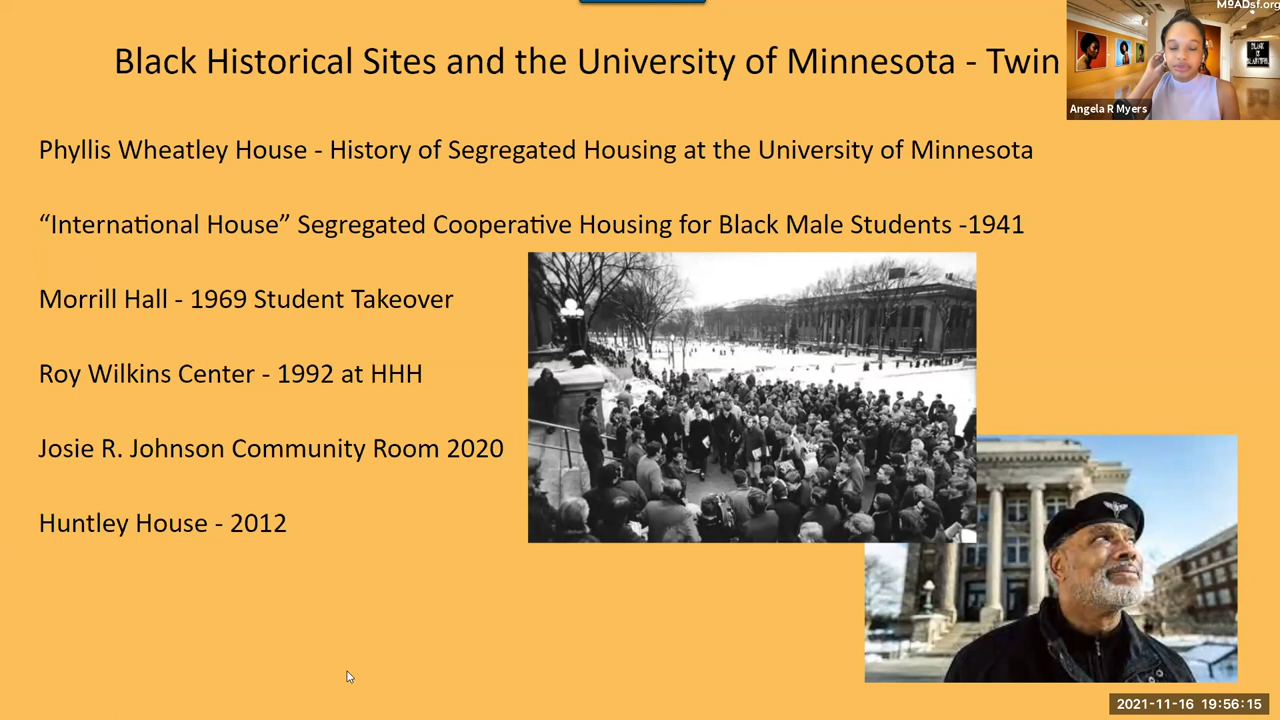 MoADsf.org
Black Historical Sites and the University of Minnesota - Twin
Angela R Myers
Phyllis Wheatley House - History of Segregated Housing at the University of Minnesota
“International House” Segregated Cooperative Housing for Black Male Students -1941
Morrill Hall - 1969 Student Takeover
Roy Wilkins Center - 1992 at HHH
Josie R. Johnson Community Room 2020
Huntley House - 2012
2021-11-16 19:56:15